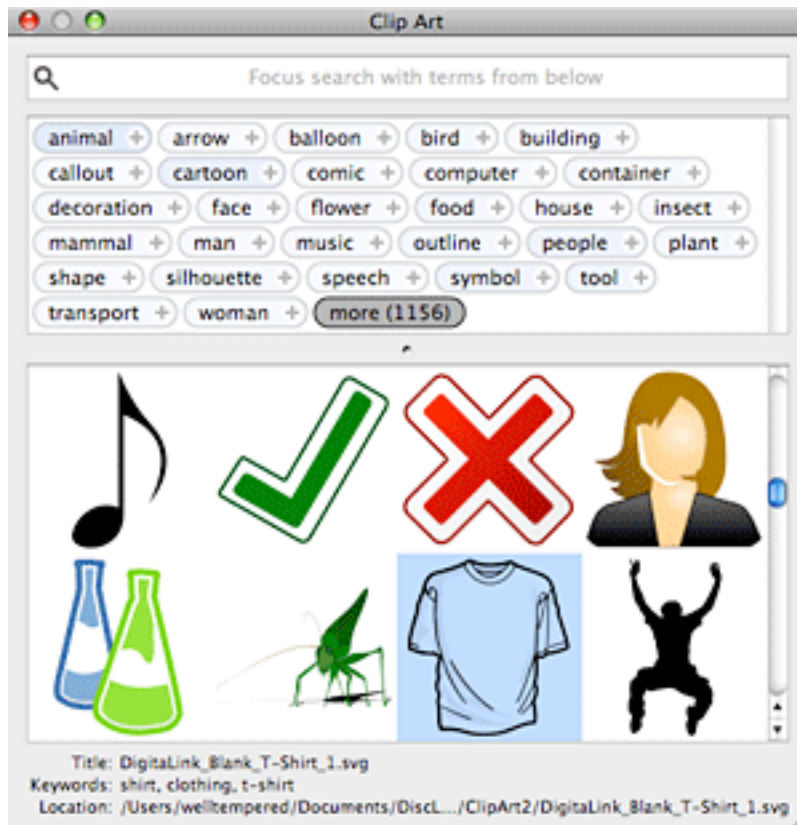 Clip Art
Focus search with terms from below
animal + arrow + balloon + bird + building +
callout + cartoon + comic + computer + container +
decoration + face + flower + food + house + insect +
mammal + man + music + outline + people + plant +
shape + silhouette + speech + symbol + tool +
transport + woman + more (1156)
Title: DigitaLink_Blank_T-Shirt_1.svg
Keywords: shirt, clothing, t-shirt
Location: /Users/welltempered/Documents/DiscL.../ClipArt2/DigitaLink_Blank_T-Shirt_1.svg